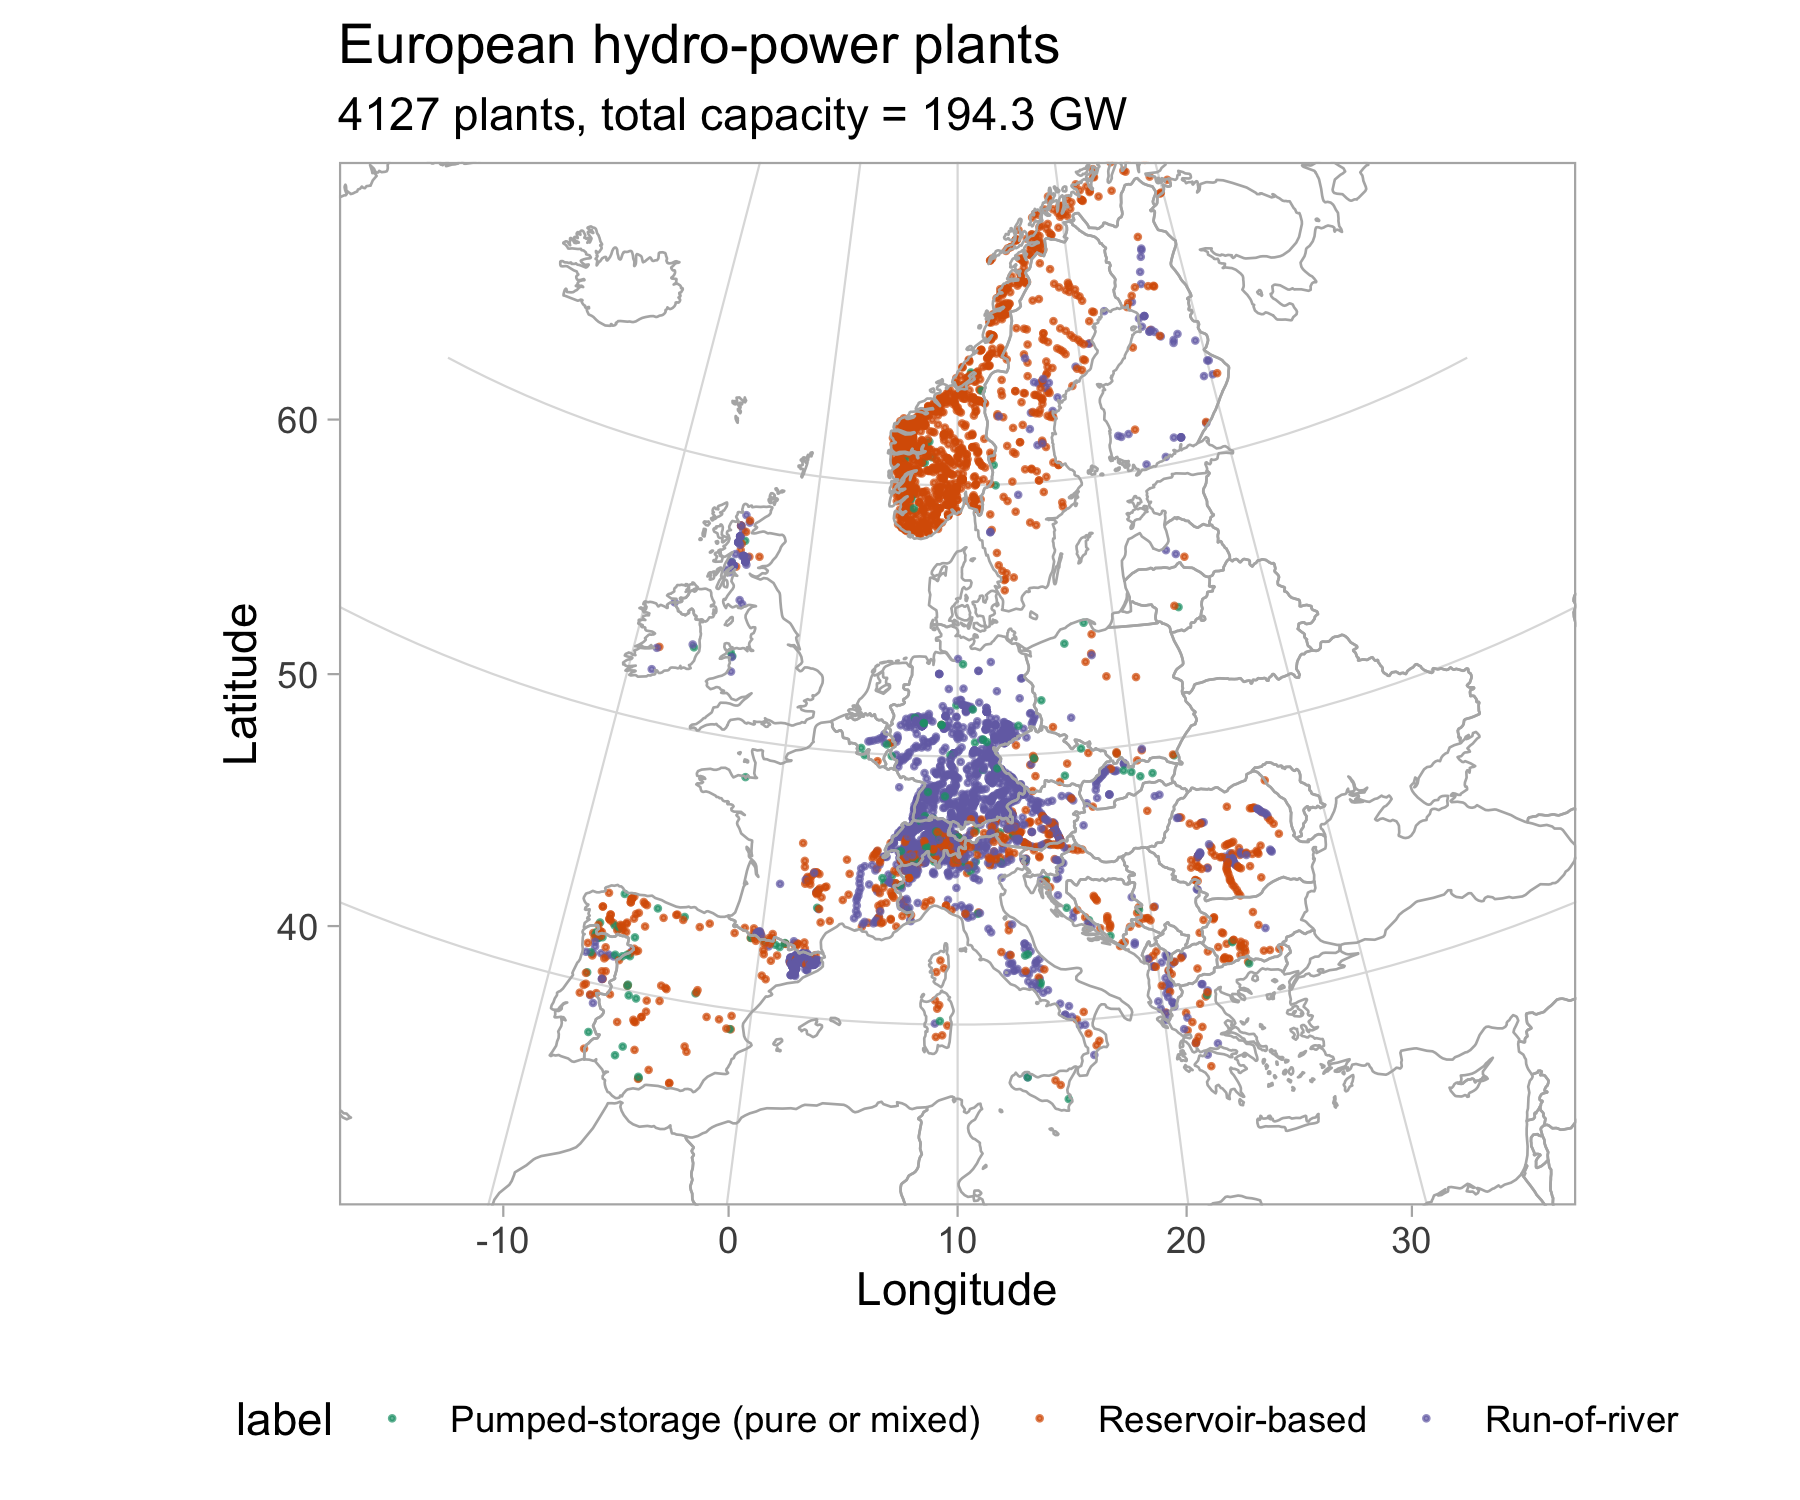 European hydro-power plants
4127 plants, total capacity = 194.3 GW
Latitude
60
50
40
-10 0 10 20 30
Longitude
label Pumped-storage (pure or mixed) Reservoir-based Run-of-river